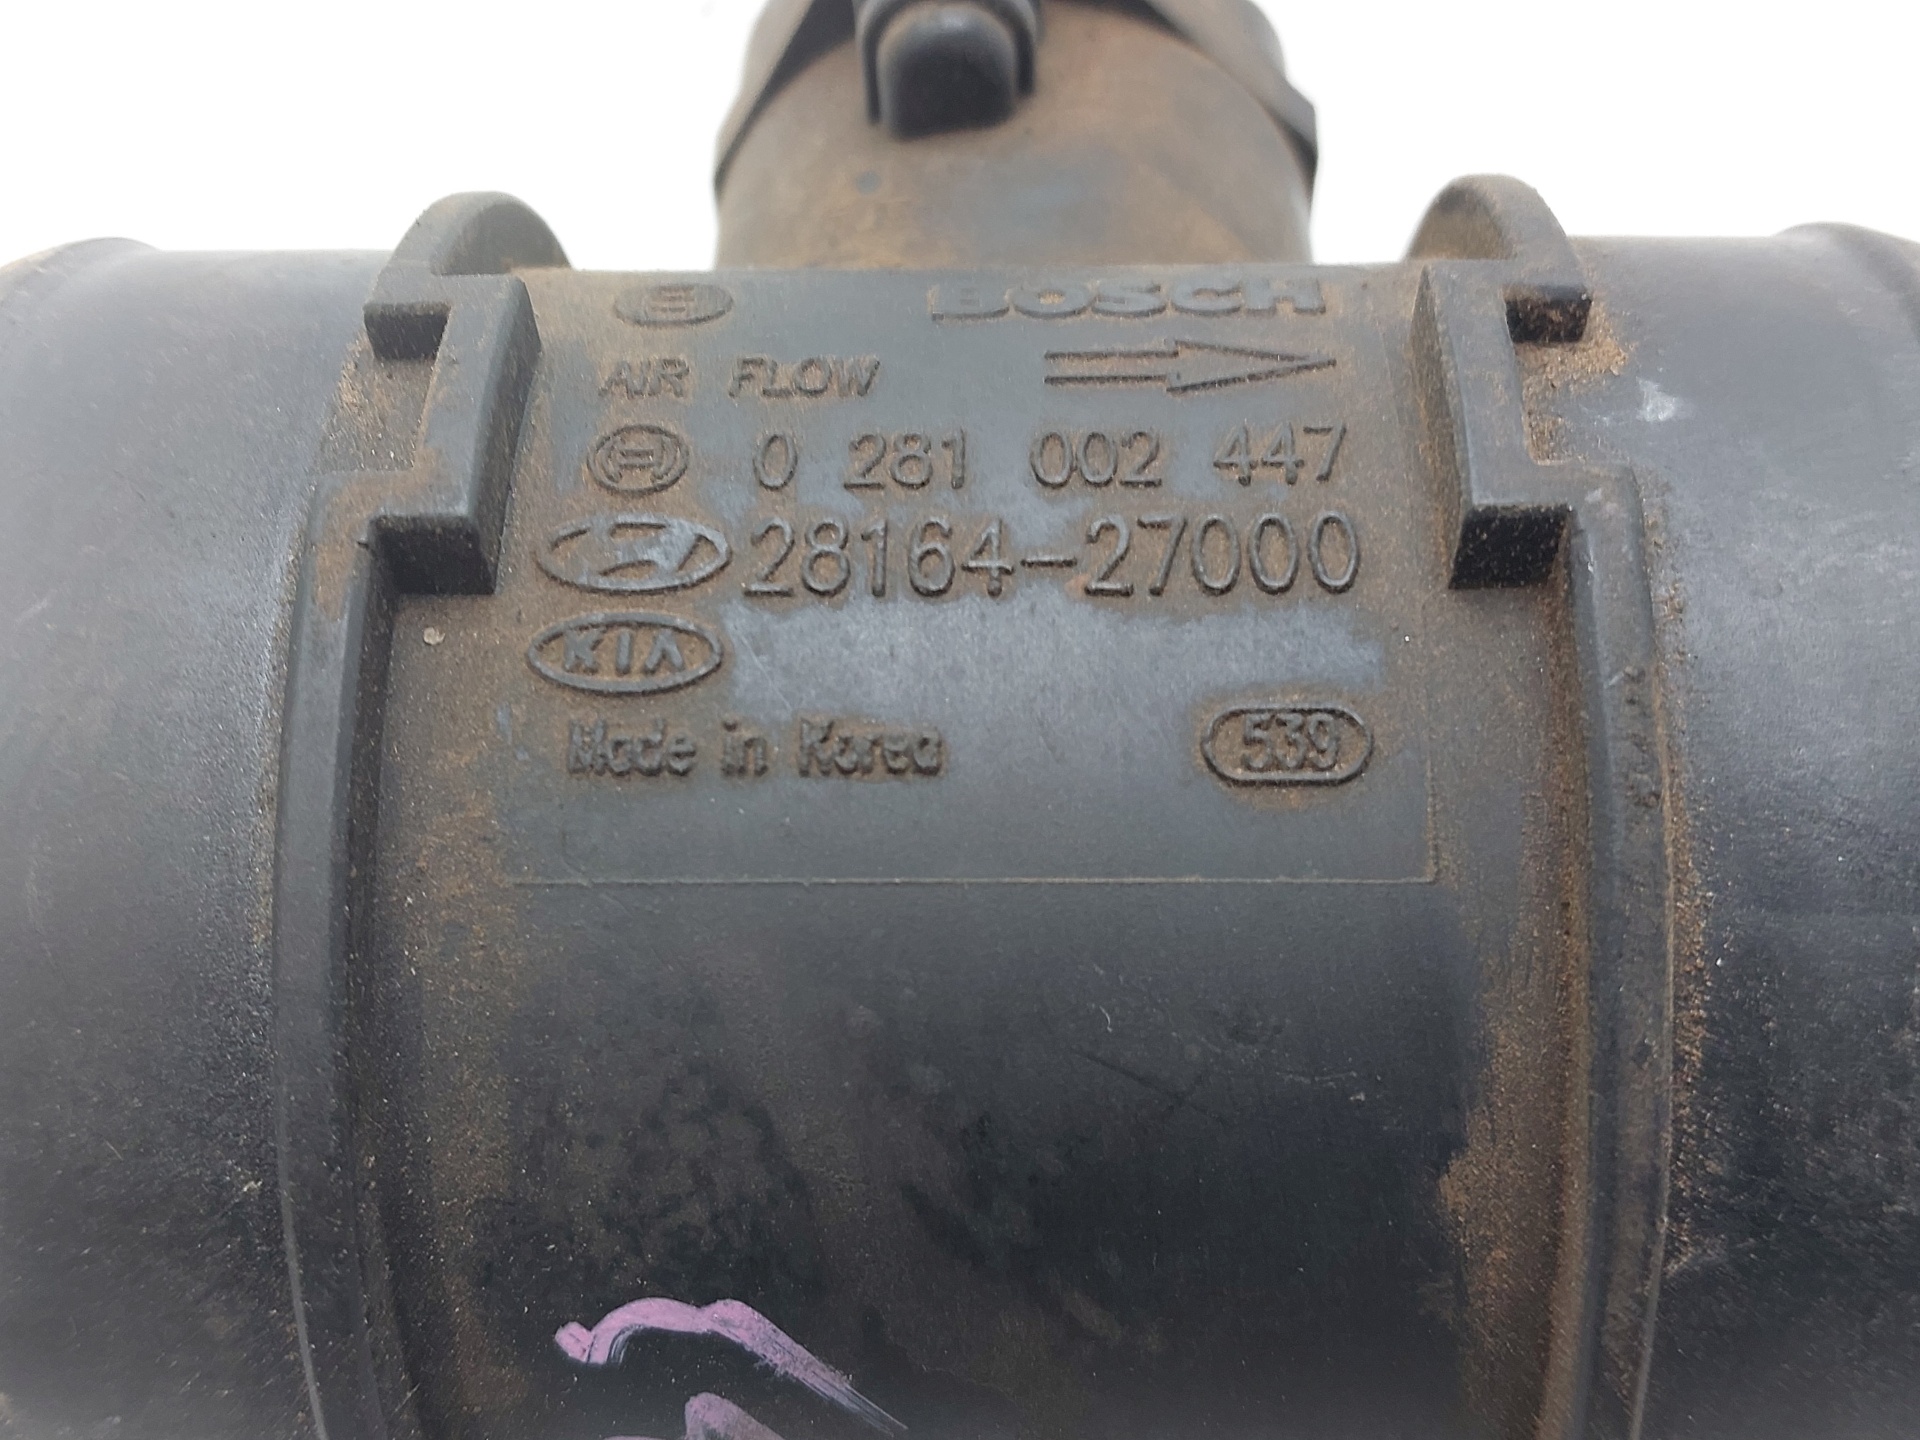 BOSCH
AIR FLOW
0 281 002 447
28164-27000
KIA
Made in Korea 539